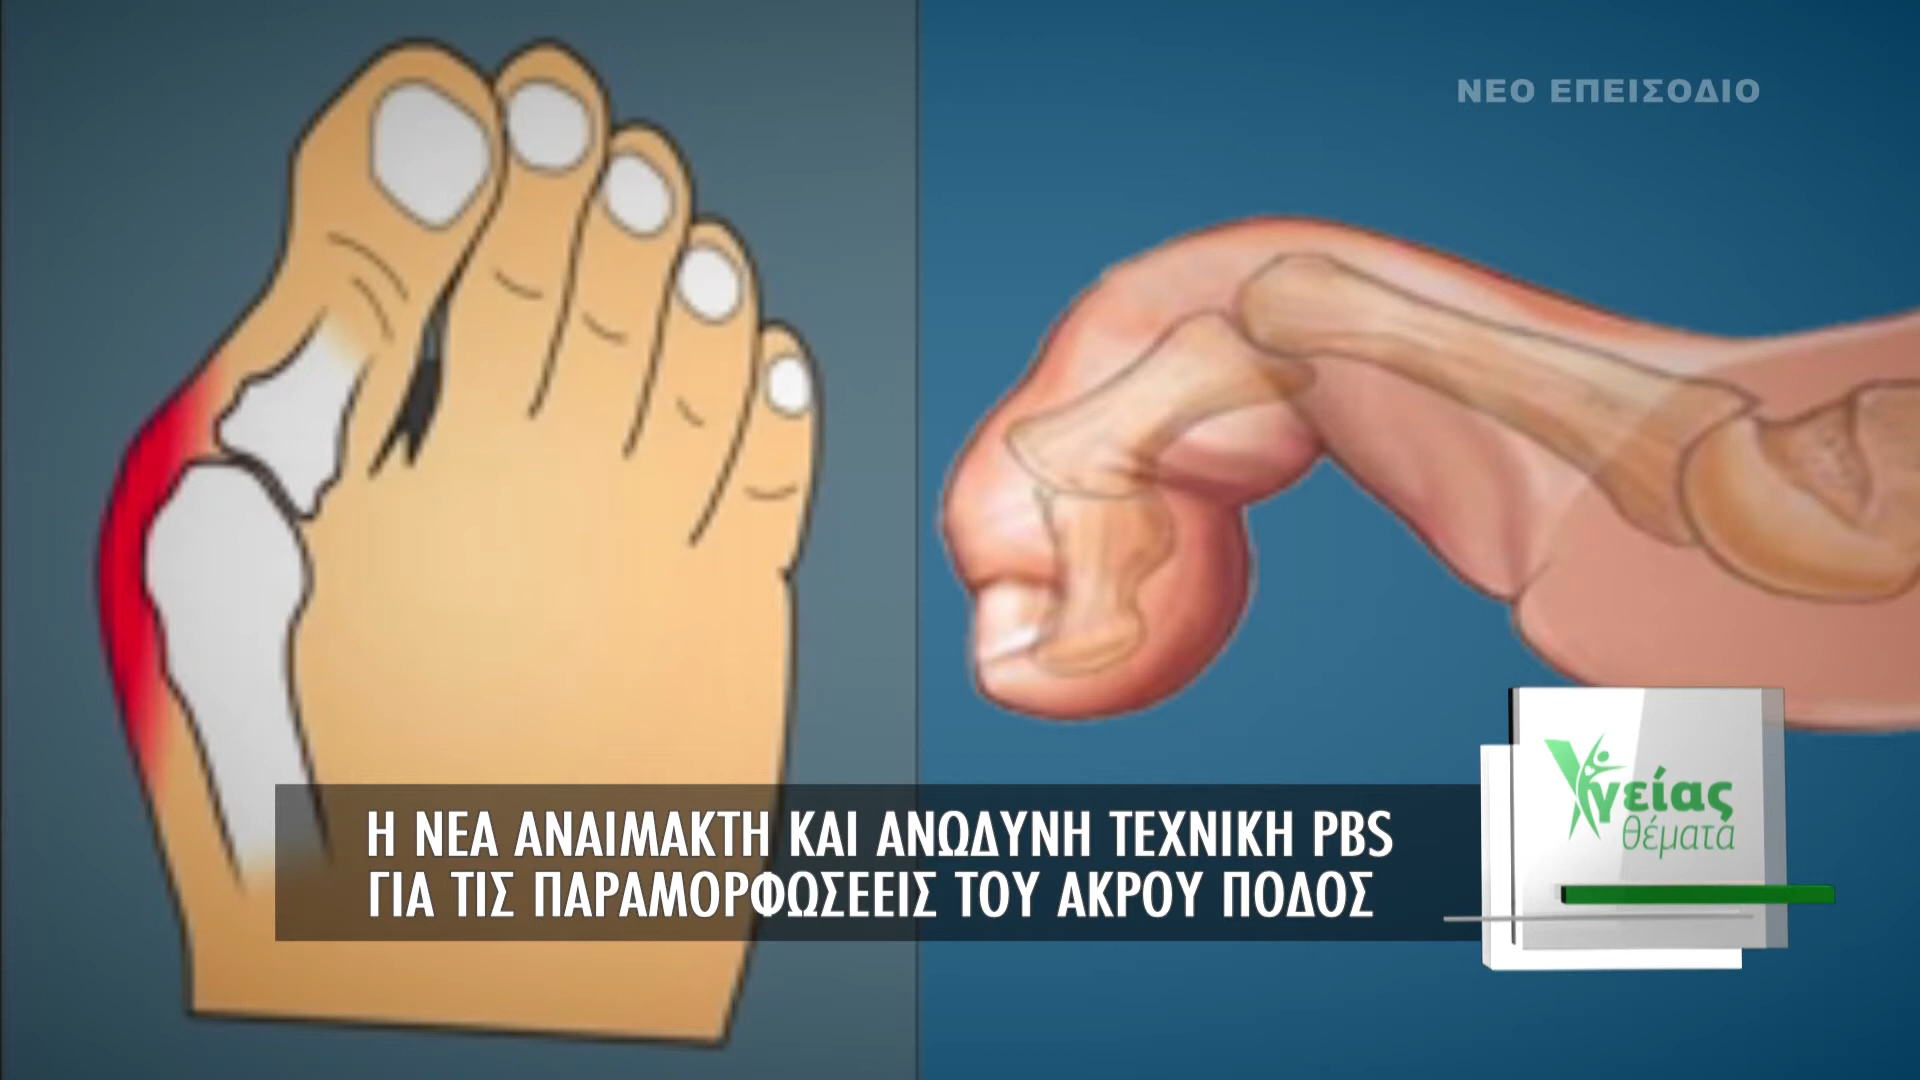 ΝΕΟ ΕΠΕΙΣΟΔΙΟ
Υγείας
θέματα
Η ΝΕΑ ΑΝΑΙΜΑΚΤΗ ΚΑΙ ΑΝΩΔΥΝΗ ΤΕΧΝΙΚΗ PBS
ΓΙΑ ΤΙΣ ΠΑΡΑΜΟΡΦΩΣΕΕΙΣ ΤΟΥ ΑΚΡΟΥ ΠΟΔΟΣ